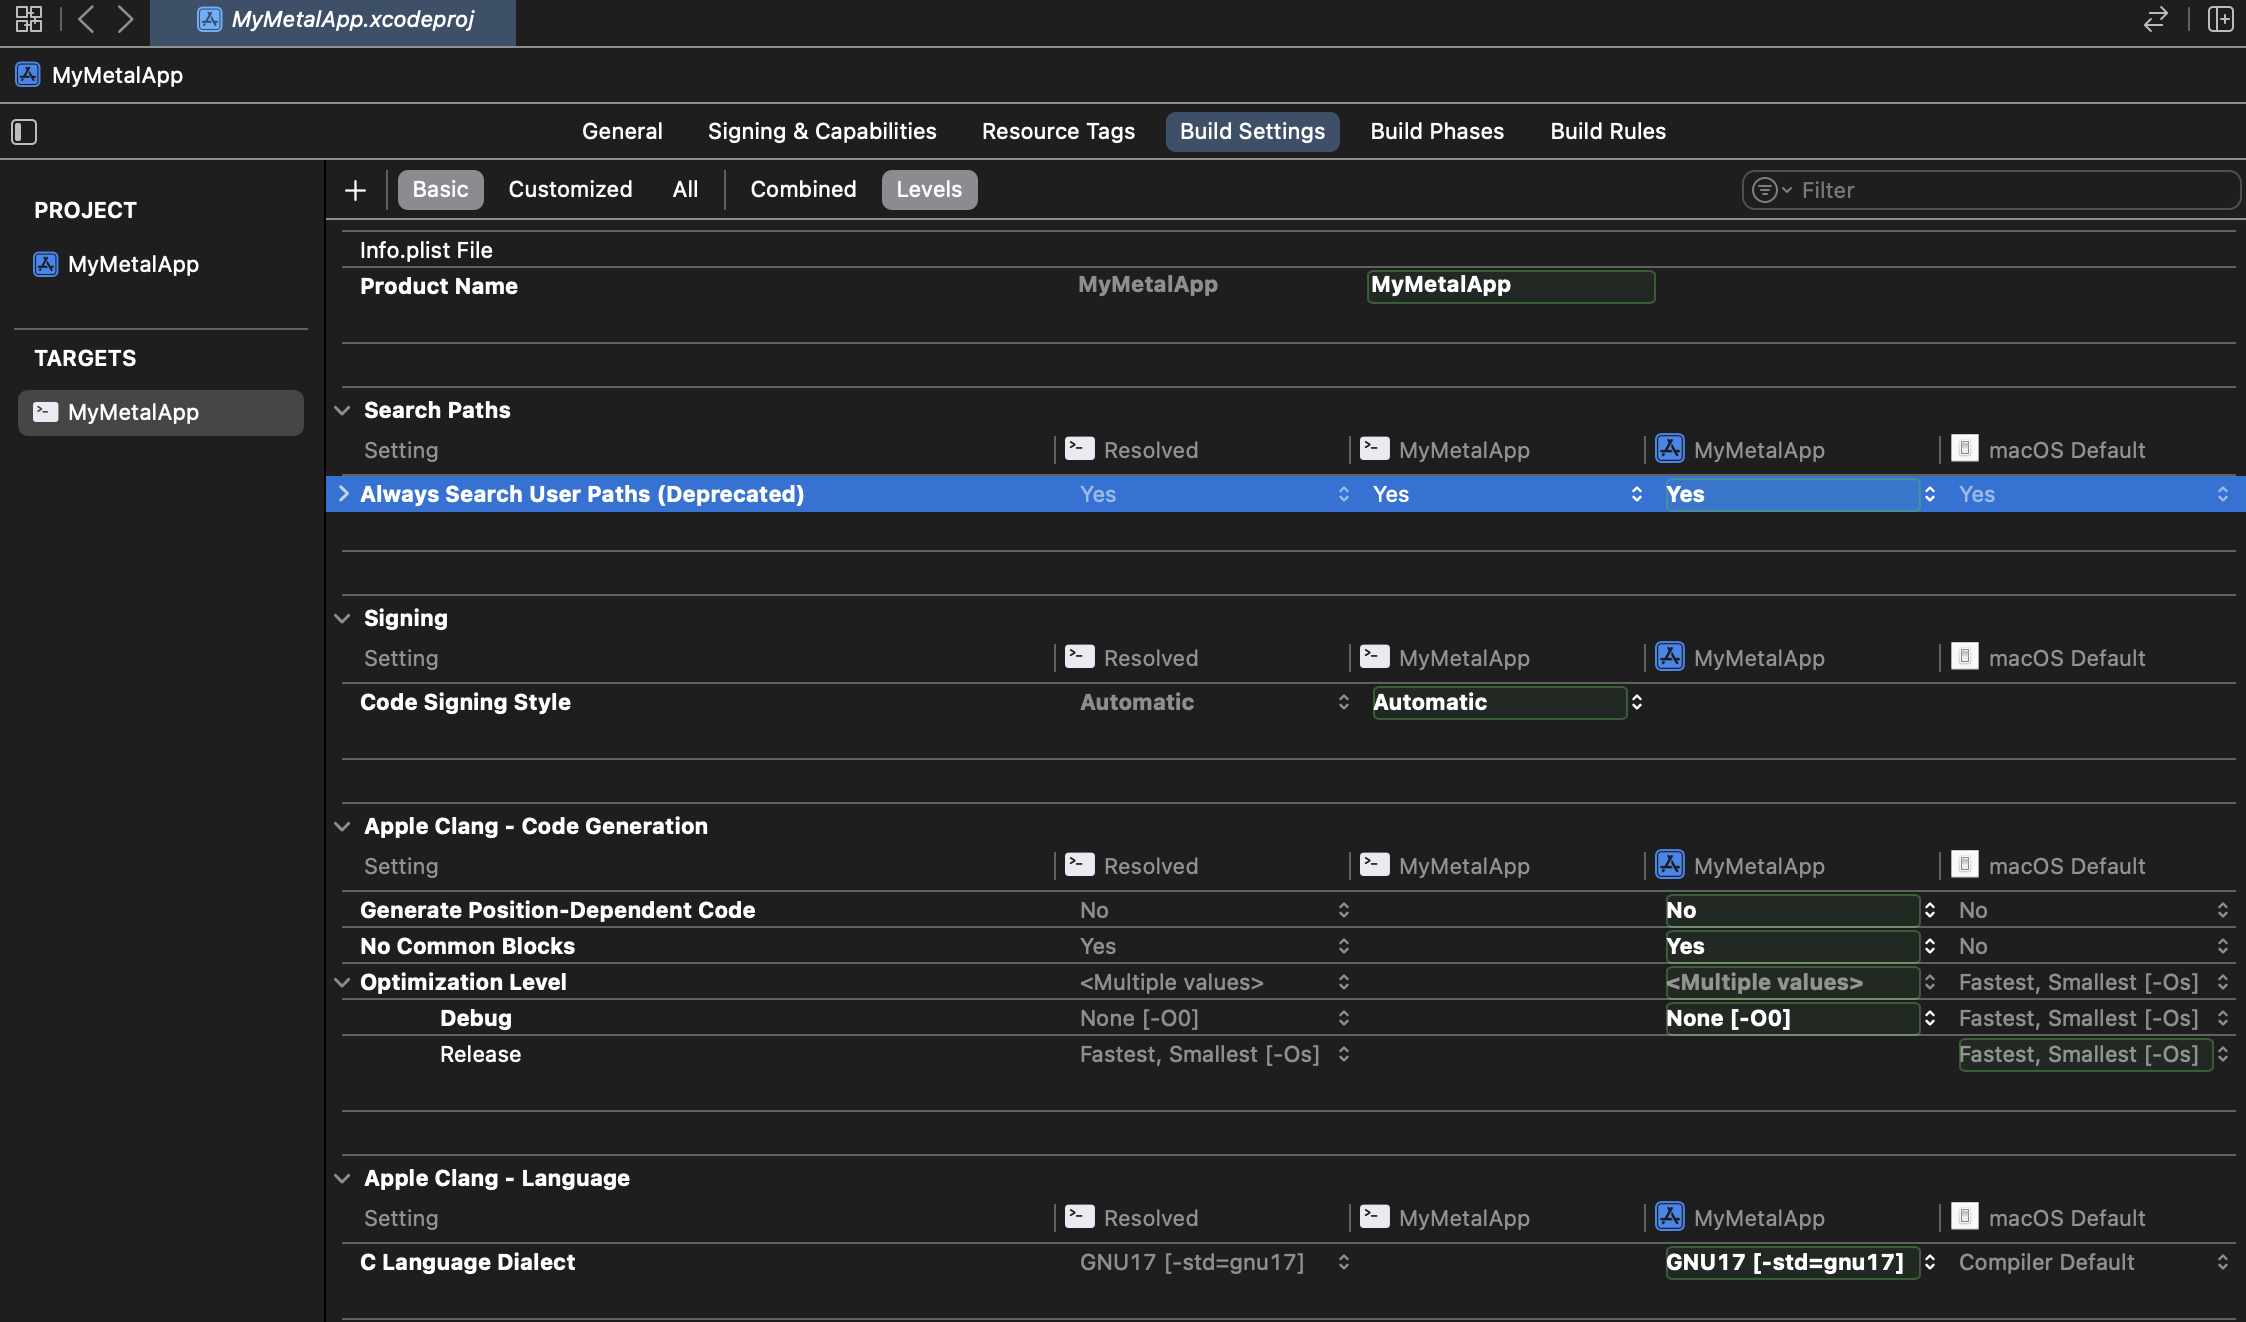 MyMetalApp.xcodeproj
MyMetalApp
General Signing & Capabilities Resource Tags Build Settings Build Phases Build Rules
PROJECT
MyMetalApp
TARGETS
MyMetalApp
Basic Customized All Combined Levels Filter
Info.plist File
Product Name MyMetalApp MyMetalApp
Search Paths
Setting Resolved MyMetalApp MyMetalApp macOS Default
Always Search User Paths (Deprecated) Yes Yes Yes Yes
Signing
Setting Resolved MyMetalApp MyMetalApp macOS Default
Code Signing Style Automatic Automatic
Apple Clang - Code Generation
Setting Resolved MyMetalApp MyMetalApp macOS Default
Generate Position-Dependent Code No No No
No Common Blocks Yes Yes No
Optimization Level <Multiple values> <Multiple values> Fastest, Smallest [-Os]
Debug None [-O0] None [-O0] Fastest, Smallest [-Os]
Release Fastest, Smallest [-Os] Fastest, Smallest [-Os]
Apple Clang - Language
Setting Resolved MyMetalApp MyMetalApp macOS Default
C Language Dialect GNU17 [-std=gnu17] GNU17 [-std=gnu17] Compiler Default